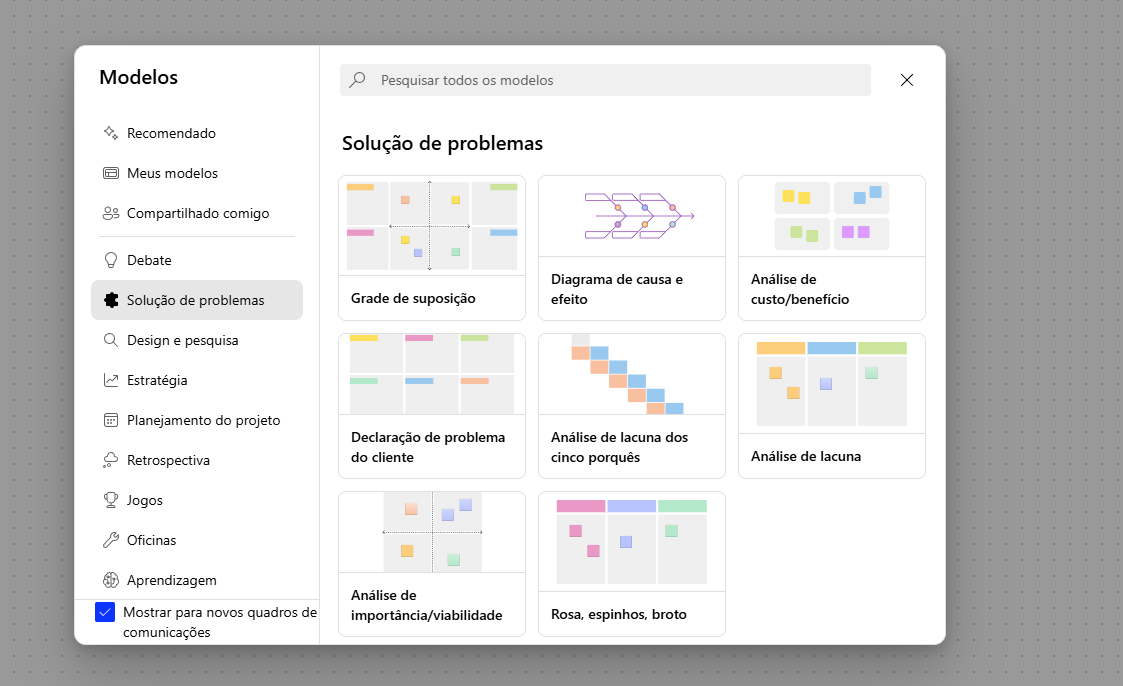 Modelos
Recomendado
Meus modelos
Compartilhado comigo
Debate
Solução de problemas
Design e pesquisa
Estratégia
Planejamento do projeto
Retrospectiva
Jogos
Oficinas
Aprendizagem
Mostrar para novos quadros de
comunicações
Pesquisar todos os modelos
Solução de problemas
Grade de suposição
Diagrama de causa e
efeito
Análise de
custo/benefício
Declaração de problema
do cliente
Análise de lacuna dos
cinco porquês
Análise de lacuna
Análise de
importância/viabilidade
Rosa, espinhos, broto